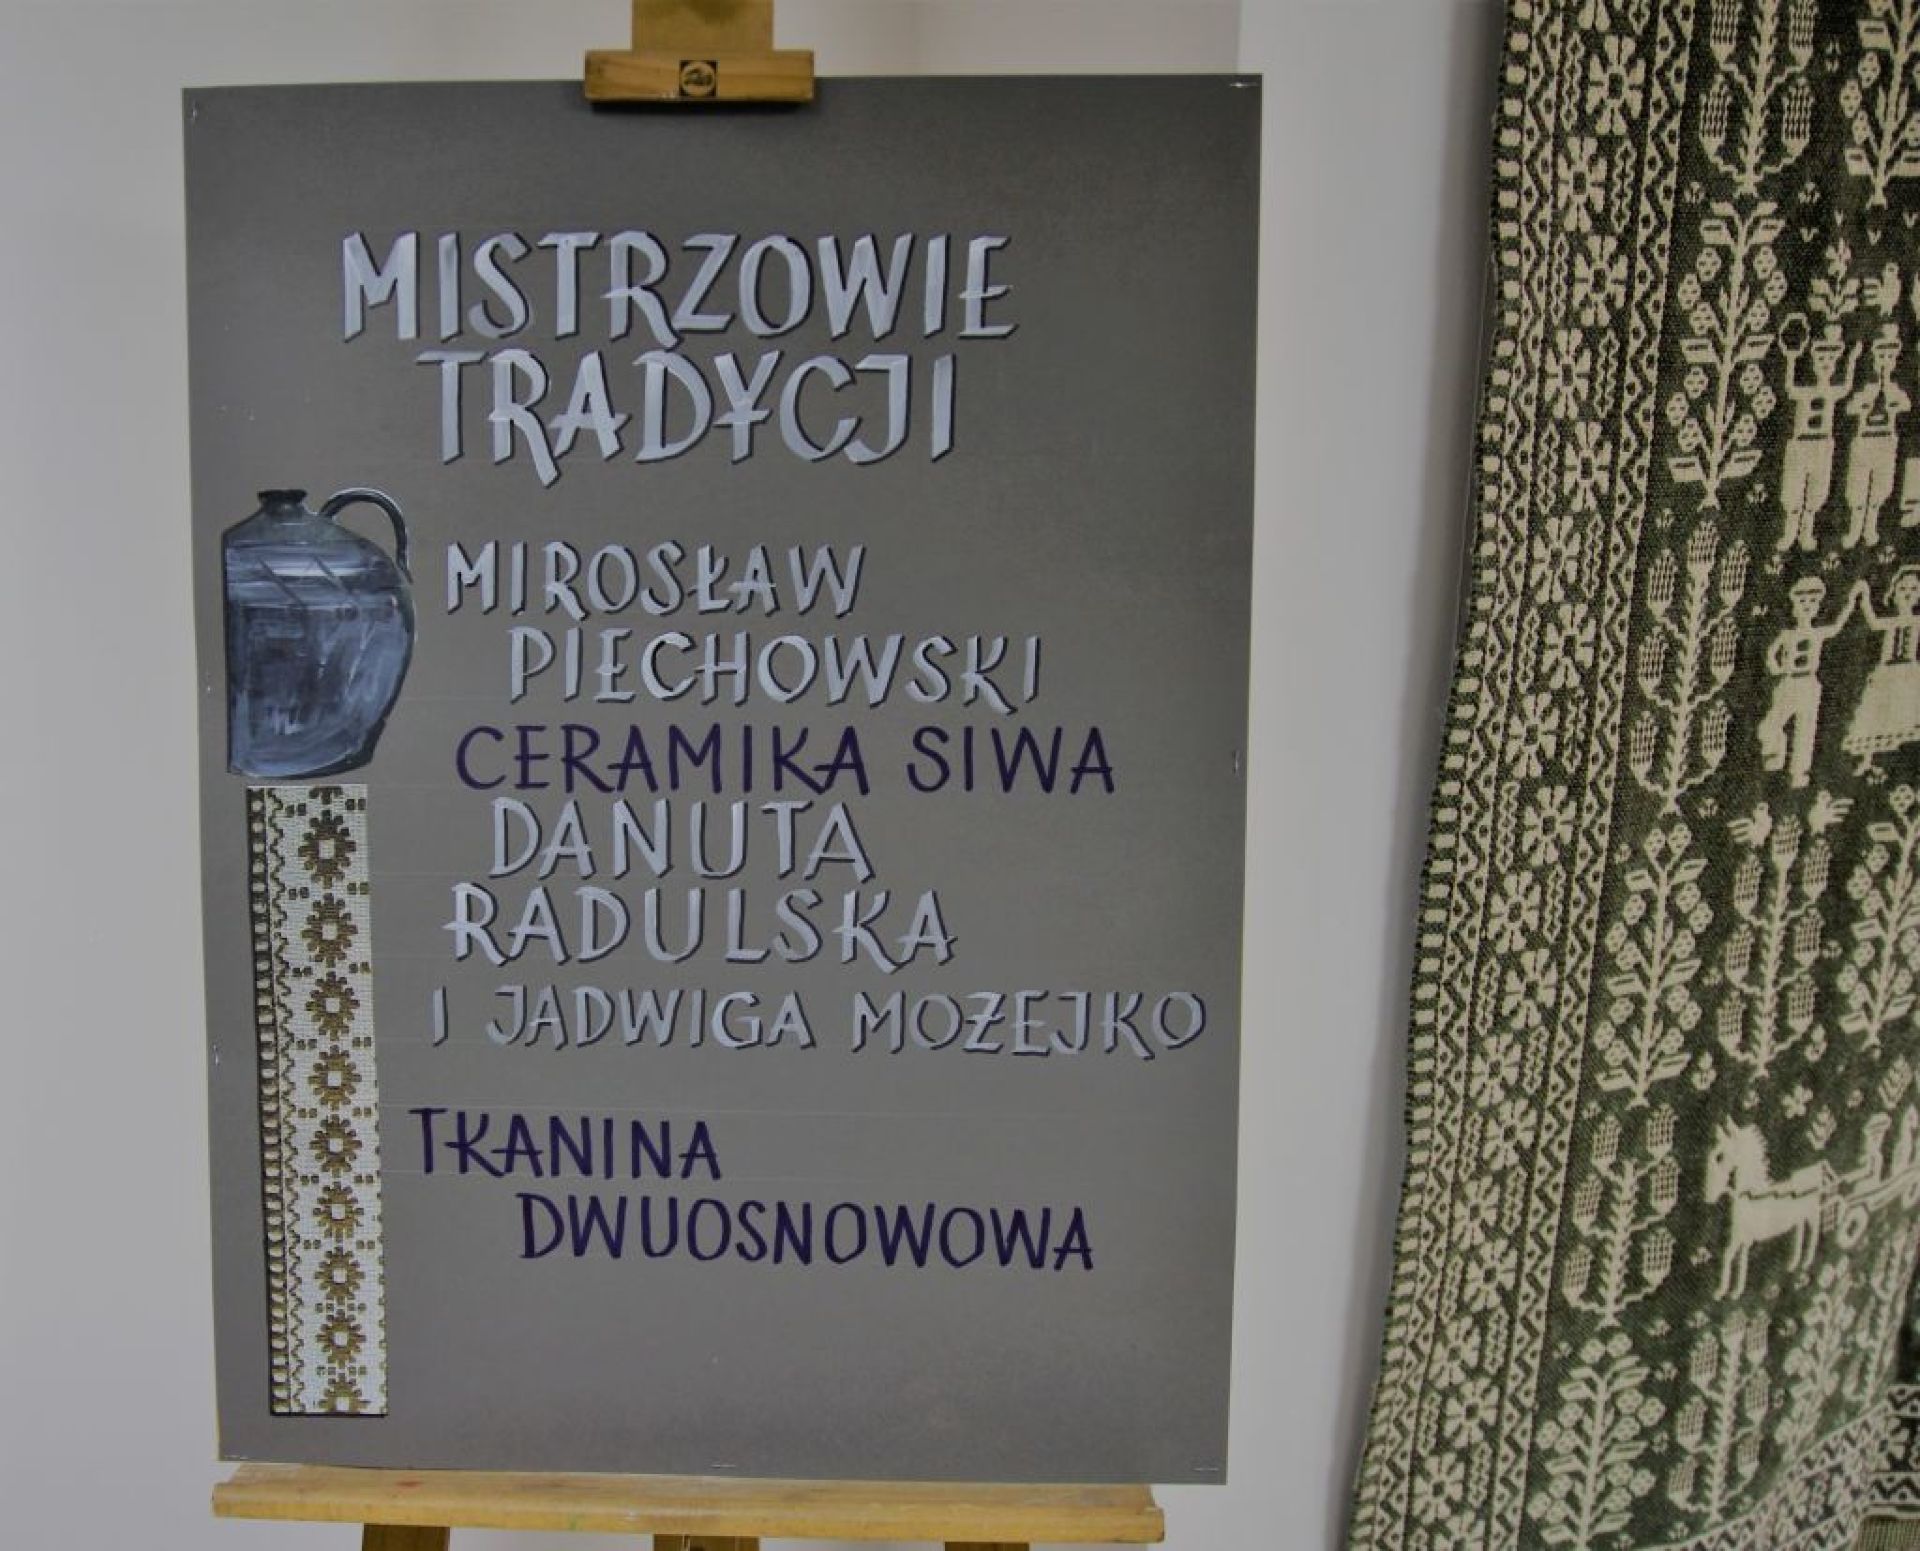 MISTRZOWIE
TRADYCJI
MIROSŁAW
PIECHOWSKI
CERAMIKA SIWA
DANUTA
RADULSKA
I JADWIGA MOŻEJKO
TKANINA
DWUOSNOWOWA